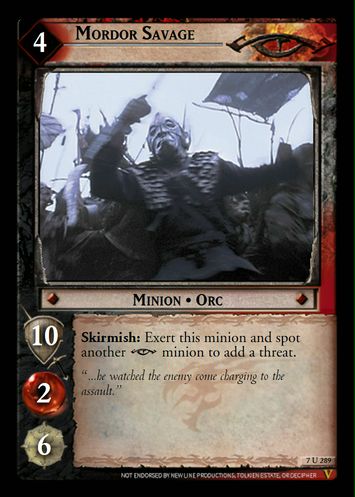 4
MORDOR SAVAGE
MINION • ORC
10
Skirmish: Exert this minion and spot
another minion to add a threat.
2
"...he watched the enemy come charging to the
assault."
6
7 U 289
NOT ENDORSED BY NEW LINE PRODUCTIONS, TOLKIEN ESTATE, OR DECIPHER
V